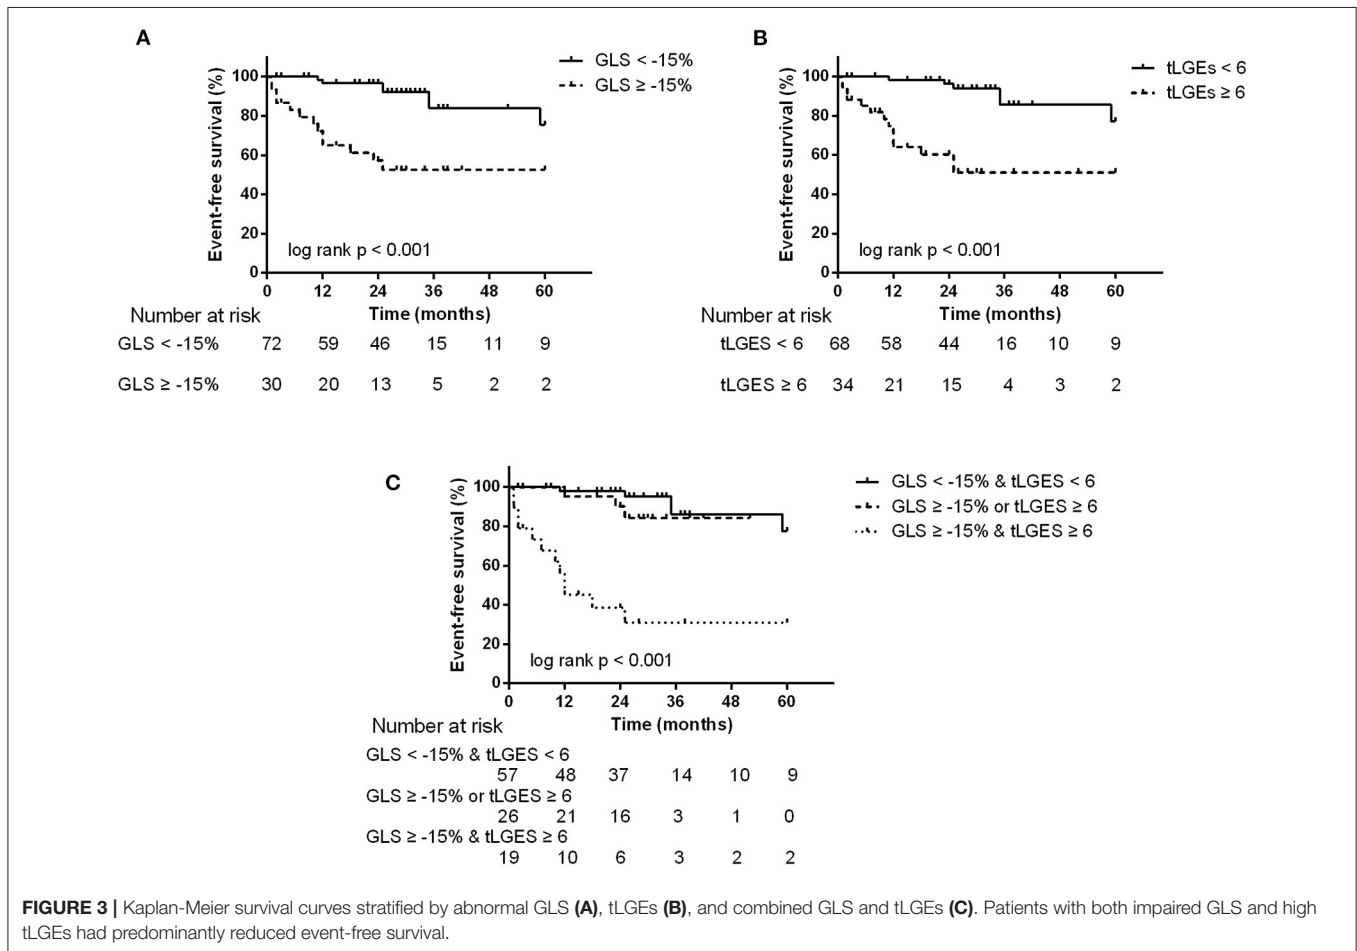 A
GLS < -15%
GLS ≥ -15%
Event-free survival (%)
100
80
60
40
20
0
log rank p < 0.001
0 12 24 36 48 60
Time (months)
Number at risk
GLS < -15% 72 59 46 15 11 9
GLS ≥ -15% 30 20 13 5 2 2
B
tLGEs < 6
tLGEs ≥ 6
Event-free survival (%)
100
80
60
40
20
0
log rank p < 0.001
0 12 24 36 48 60
Time (months)
Number at risk
tLGES < 6 68 58 44 16 10 9
tLGES ≥ 6 34 21 15 4 3 2
C
GLS < -15% & tLGES < 6
GLS ≥ -15% or tLGES ≥ 6
GLS ≥ -15% & tLGES ≥ 6
Event-free survival (%)
100
80
60
40
20
0
log rank p < 0.001
0 12 24 36 48 60
Time (months)
Number at risk
GLS < -15% & tLGES < 6
57 48 37 14 10 9
GLS ≥ -15% or tLGES ≥ 6
26 21 16 3 1 0
GLS ≥ -15% & tLGES ≥ 6
19 10 6 3 2 2
FIGURE 3 | Kaplan-Meier survival curves stratified by abnormal GLS (A), tLGEs (B), and combined GLS and tLGEs (C). Patients with both impaired GLS and high
tLGEs had predominantly reduced event-free survival.